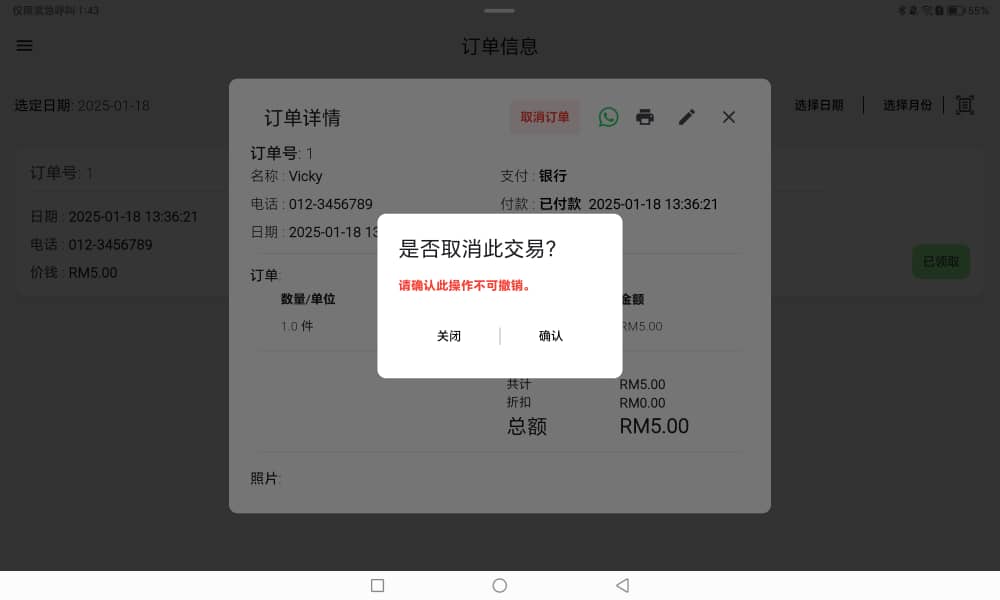 仅限紧急呼叫 1:43
55%
订单信息
选定日期: 2025-01-18
选择日期
选择月份
订单号: 1
日期 : 2025-01-18 13:36:21
电话 : 012-3456789
价钱 : RM5.00
已领取
订单详情
取消订单
订单号: 1
名称 : Vicky
支付 : 银行
电话 : 012-3456789
付款 : 已付款 2025-01-18 13:36:21
日期 : 2025-01-18 13
订单:
数量/单位
金额
1.0 件
RM5.00
共计 RM5.00
折扣 RM0.00
总额 RM5.00
照片:
是否取消此交易?
请确认此操作不可撤销。
关闭
确认